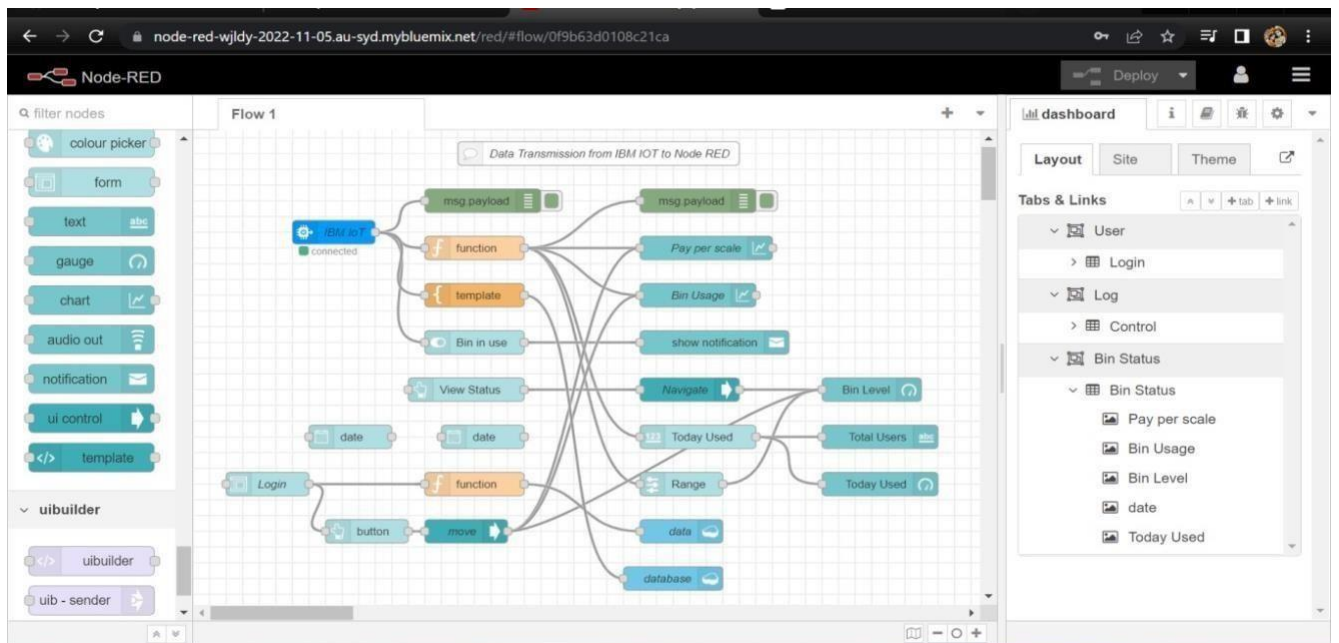 node-red-wjldy-2022-11-05.au-syd.mybluemix.net/red/#flow/0f9b63d0108c21ca
Node-RED
Deploy
filter nodes
colour picker
form
text
abc
gauge
chart
audio out
notification
ui control
template
uibuilder
uibuilder
uib - sender
Flow 1
Data Transmission from IBM IOT to Node RED
msg.payload
msg.payload
IBM IoT
connected
function
Pay per scale
template
Bin Usage
Bin in use
show notification
View Status
Navigate
Bin Level
date
date
123
Today Used
Total Users
abc
Login
function
Range
Today Used
button
move
data
database
dashboard
i
Layout
Site
Theme
Tabs & Links
+ tab
+ link
User
Login
Log
Control
Bin Status
Bin Status
Pay per scale
Bin Usage
Bin Level
date
Today Used